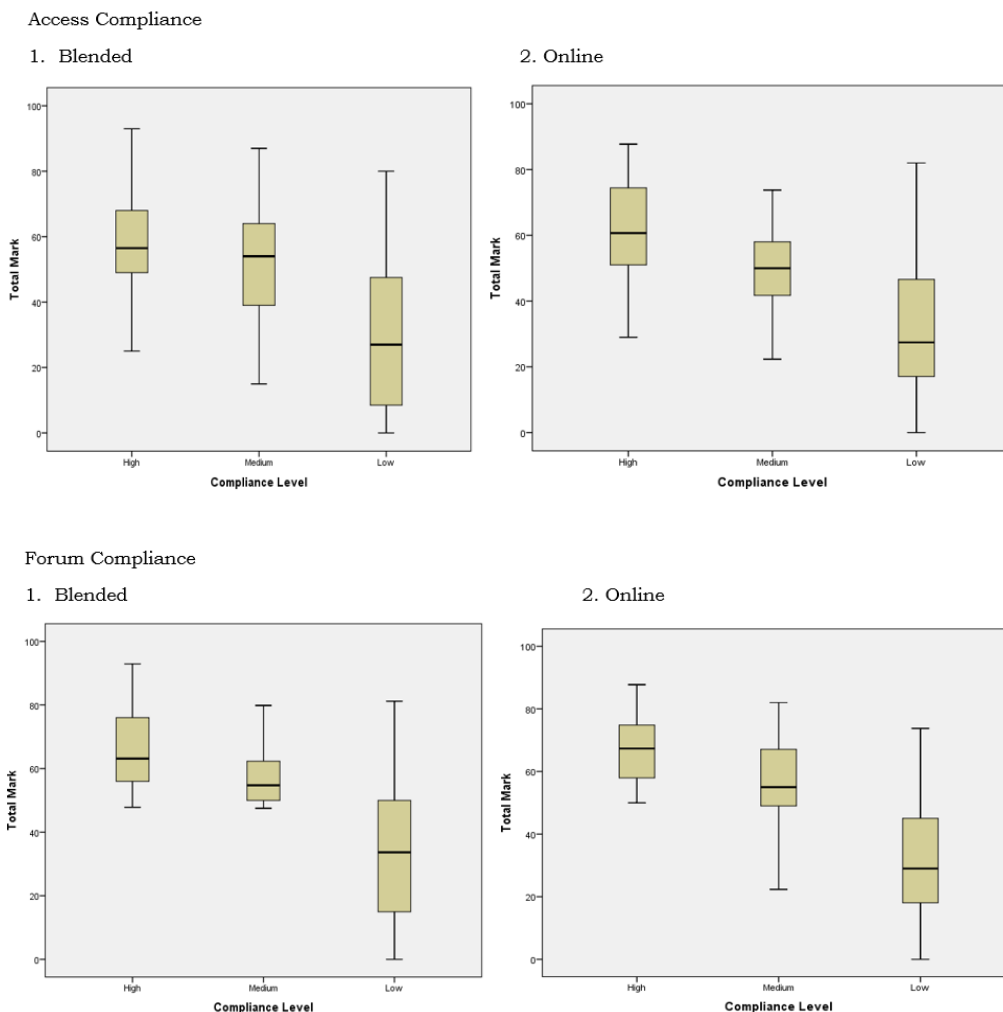 Access Compliance
1. Blended
2. Online
100
80
60
40
20
0
Total Mark
High Medium Low
Compliance Level
100
80
60
40
20
0
Total Mark
High Medium Low
Compliance Level
Forum Compliance
1. Blended
2. Online
100
80
60
40
20
0
Total Mark
High Medium Low
Compliance Level
100
80
60
40
20
0
Total Mark
High Medium Low
Compliance Level